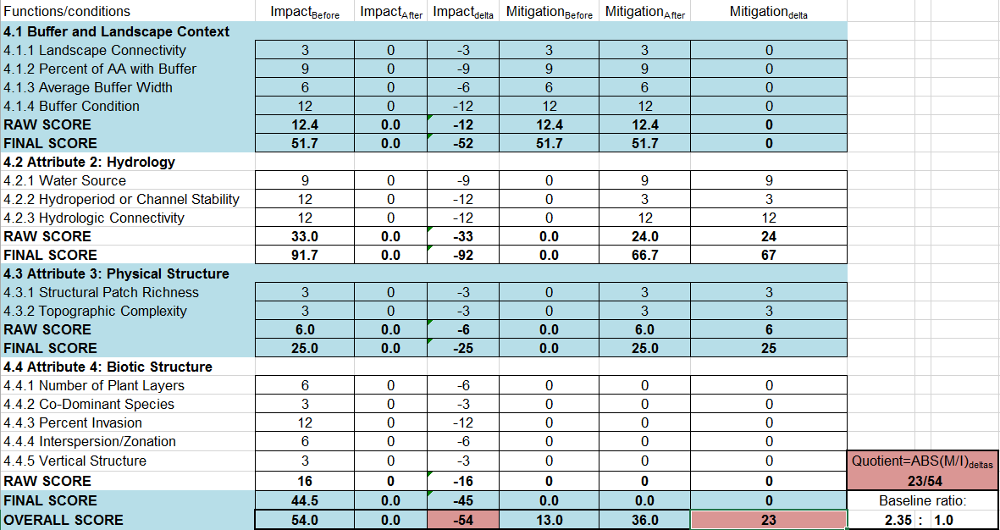 Functions/conditions ImpactBefore ImpactAfter Impactdelta MitigationBefore MitigationAfter Mitigationdelta
4.1 Buffer and Landscape Context
4.1.1 Landscape Connectivity 3 0 -3 3 3 0
4.1.2 Percent of AA with Buffer 9 0 -9 9 9 0
4.1.3 Average Buffer Width 6 0 -6 6 6 0
4.1.4 Buffer Condition 12 0 -12 12 12 0
RAW SCORE 12.4 0.0 -12 12.4 12.4 0
FINAL SCORE 51.7 0.0 -52 51.7 51.7 0
4.2 Attribute 2: Hydrology
4.2.1 Water Source 9 0 -9 0 9 9
4.2.2 Hydroperiod or Channel Stability 12 0 -12 0 3 3
4.2.3 Hydrologic Connectivity 12 0 -12 0 12 12
RAW SCORE 33.0 0.0 -33 0.0 24.0 24
FINAL SCORE 91.7 0.0 -92 0.0 66.7 67
4.3 Attribute 3: Physical Structure
4.3.1 Structural Patch Richness 3 0 -3 0 3 3
4.3.2 Topographic Complexity 3 0 -3 0 3 3
RAW SCORE 6.0 0.0 -6 0.0 6.0 6
FINAL SCORE 25.0 0.0 -25 0.0 25.0 25
4.4 Attribute 4: Biotic Structure
4.4.1 Number of Plant Layers 6 0 -6 0 0 0
4.4.2 Co-Dominant Species 3 0 -3 0 0 0
4.4.3 Percent Invasion 12 0 -12 0 0 0
4.4.4 Interspersion/Zonation 6 0 -6 0 0 0
4.4.5 Vertical Structure 3 0 -3 0 0 0 Quotient=ABS(M/I)deltas
RAW SCORE 16 0 -16 0 0 0 23/54
FINAL SCORE 44.5 0.0 -45 0.0 0.0 0 Baseline ratio:
OVERALL SCORE 54.0 0.0 -54 13.0 36.0 23 2.35 : 1.0